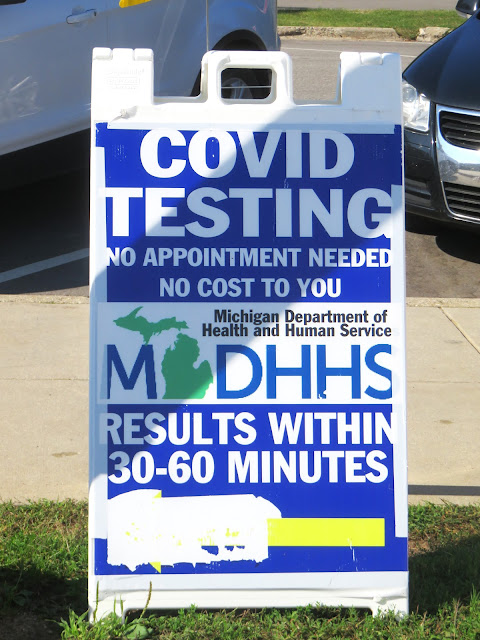 COVID
TESTING
NO APPOINTMENT NEEDED
NO COST TO YOU
Michigan Department of
Health and Human Service
M DHHS
RESULTS WITHIN
30-60 MINUTES